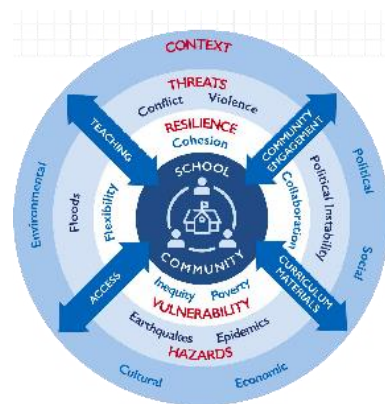 CONTEXT
THREATS
Conflict Violence
RESILIENCE
Cohesion
TEACHING
COMMUNITY
ENGAGEMENT
SCHOOL
COMMUNITY
Environmental
Floods
Flexibility
Collaboration
Political Instability
Political
Social
ACCESS
CURRICULUM
MATERIALS
Inequity Poverty
VULNERABILITY
Earthquakes Epidemics
HAZARDS
Cultural Economic